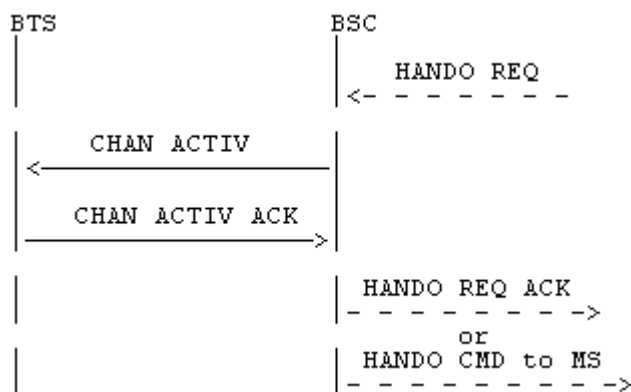 BTS BSC
HANDO REQ
CHAN ACTIV
CHAN ACTIV ACK
HANDO REQ ACK
or
HANDO CMD to MS